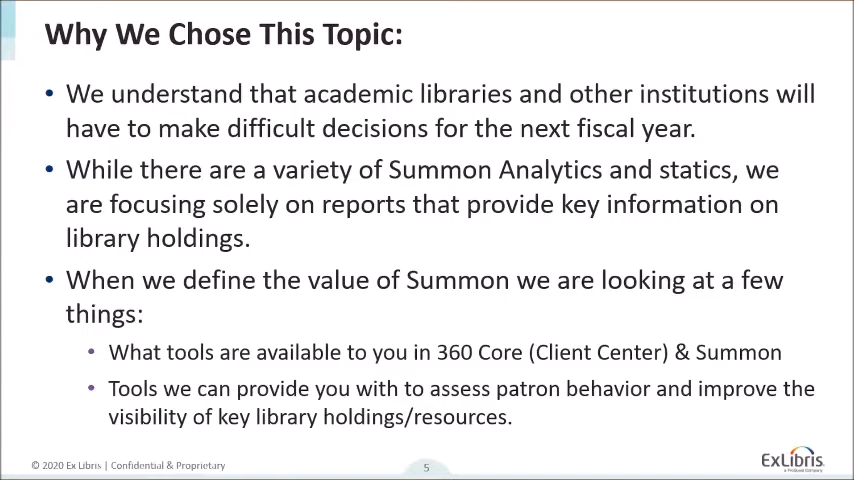 Why We Chose This Topic:
• We understand that academic libraries and other institutions will
have to make difficult decisions for the next fiscal year.
• While there are a variety of Summon Analytics and statics, we
are focusing solely on reports that provide key information on
library holdings.
• When we define the value of Summon we are looking at a few
things:
• What tools are available to you in 360 Core (Client Center) & Summon
• Tools we can provide you with to assess patron behavior and improve the
visibility of key library holdings/resources.
© 2020 Ex Libris | Confidential & Proprietary
5
ExLibris
a ProQuest Company